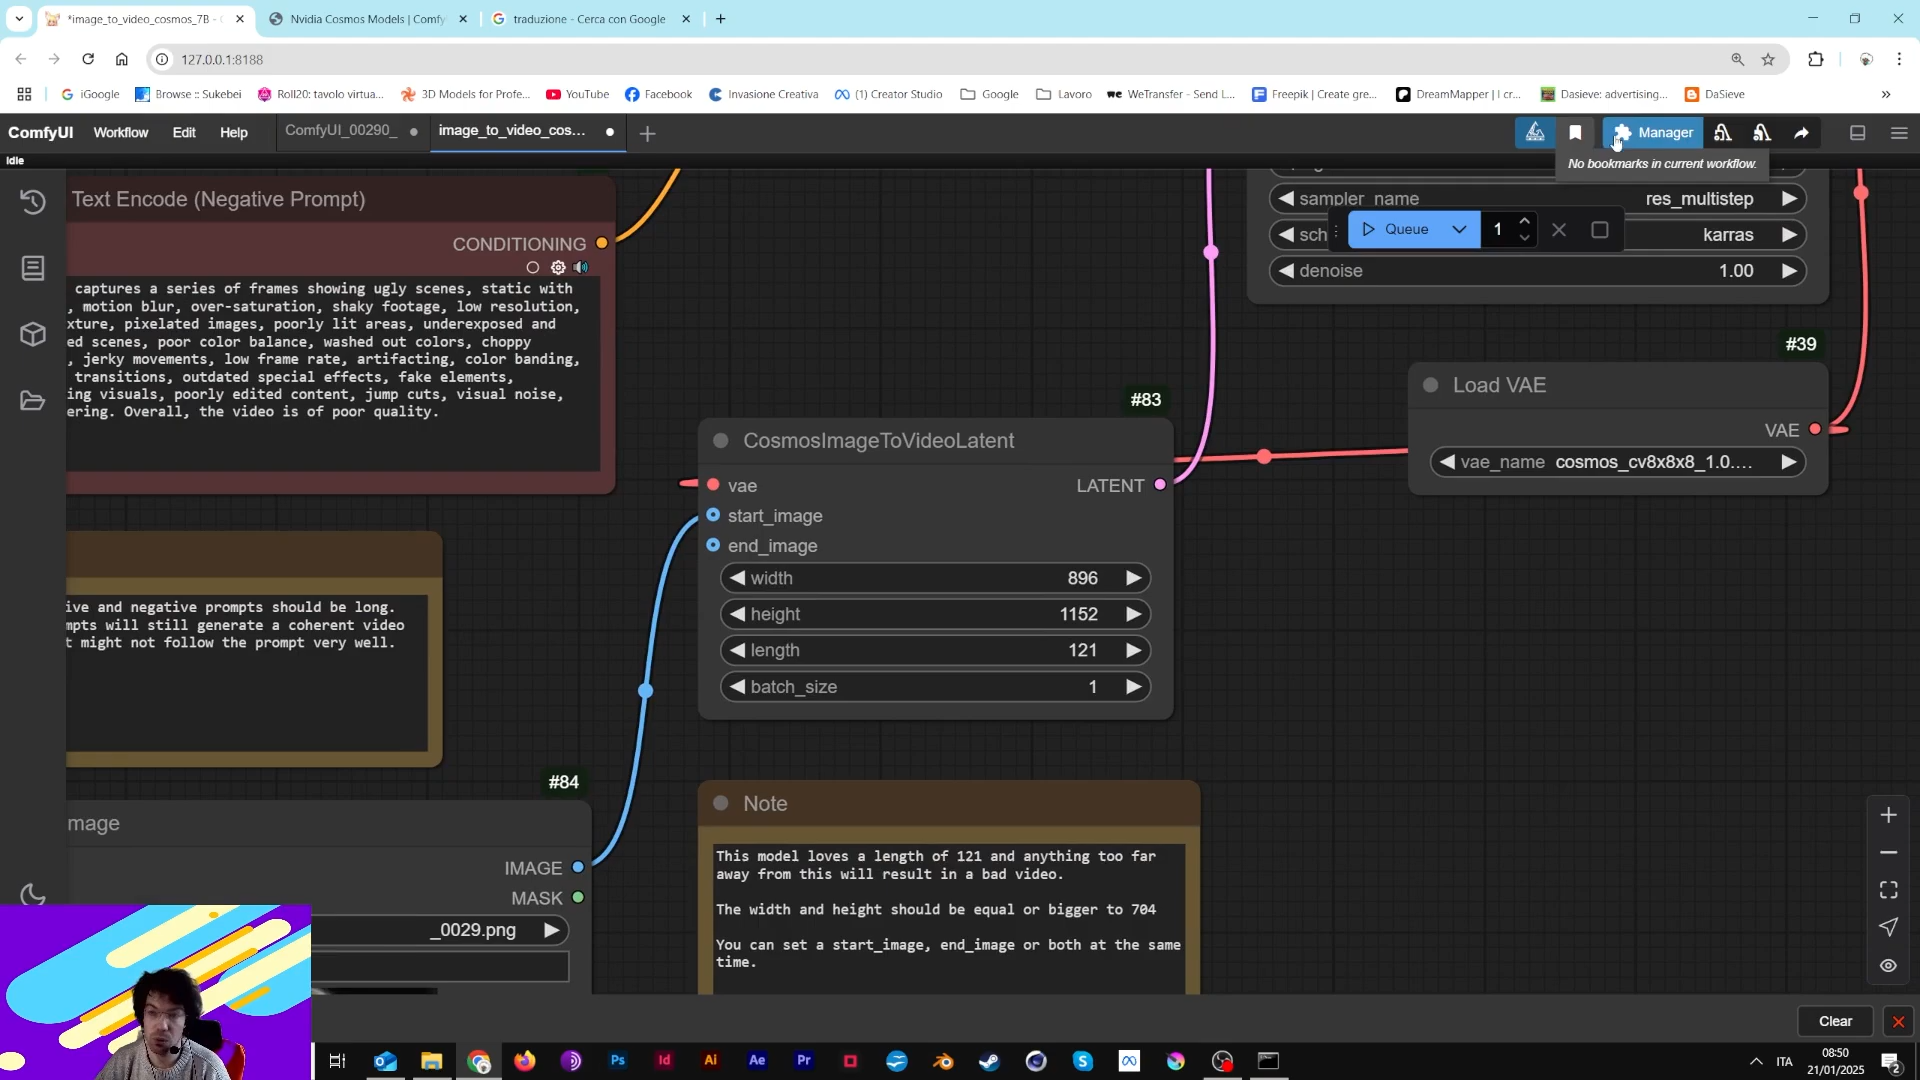 *image_to_video_cosmos_7B -
Nvidia Cosmos Models | Comfy
traduzione - Cerca con Google
127.0.0.1:8188
iGoogle
Browse :: Sukebei
Roll20: tavolo virtua...
3D Models for Profe...
YouTube
Facebook
Invasione Creativa
(1) Creator Studio
Google
Lavoro
WeTransfer - Send L...
Freepik | Create gre...
DreamMapper | I cr...
Dasieve: advertising...
DaSieve
ComfyUI
Workflow
Edit
Help
ComfyUI_00290_
image_to_video_cos...
Manager
Idle
No bookmarks in current workflow.
Text Encode (Negative Prompt)
CONDITIONING
captures a series of frames showing ugly scenes, static with
, motion blur, over-saturation, shaky footage, low resolution,
xture, pixelated images, poorly lit areas, underexposed and
ed scenes, poor color balance, washed out colors, choppy
, jerky movements, low frame rate, artifacting, color banding,
transitions, outdated special effects, fake elements,
ing visuals, poorly edited content, jump cuts, visual noise,
ering. Overall, the video is of poor quality.
sampler_name
res_multistep
Queue
1
sch
karras
denoise
1.00
#39
Load VAE
VAE
vae_name
cosmos_cv8x8x8_1.0....
#83
CosmosImageToVideoLatent
vae
LATENT
start_image
end_image
width
896
height
1152
length
121
batch_size
1
ive and negative prompts should be long.
mpts will still generate a coherent video
t might not follow the prompt very well.
#84
mage
IMAGE
MASK
_0029.png
Note
This model loves a length of 121 and anything too far
away from this will result in a bad video.
The width and height should be equal or bigger to 704
You can set a start_image, end_image or both at the same
time.
Clear
Ps
Id
Ai
Ae
Pr
ITA
08:50
21/01/2025
2